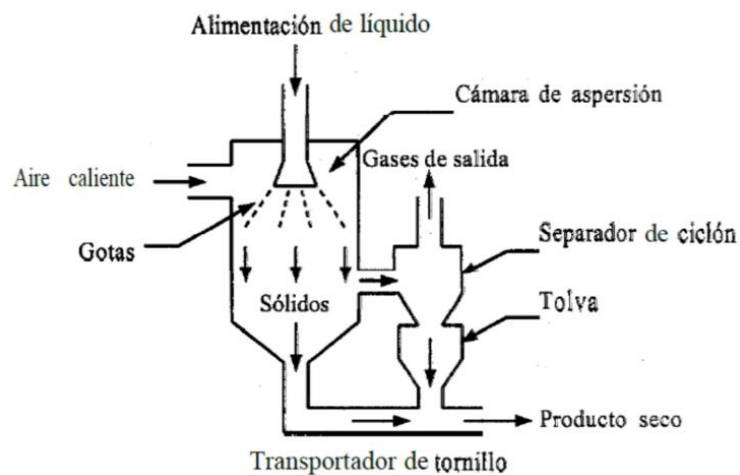 Alimentación de líquido
Cámara de aspersión
Gases de salida
Aire caliente
Separador de ciclón
Gotas
Sólidos
Tolva
Producto seco
Transportador de tornillo